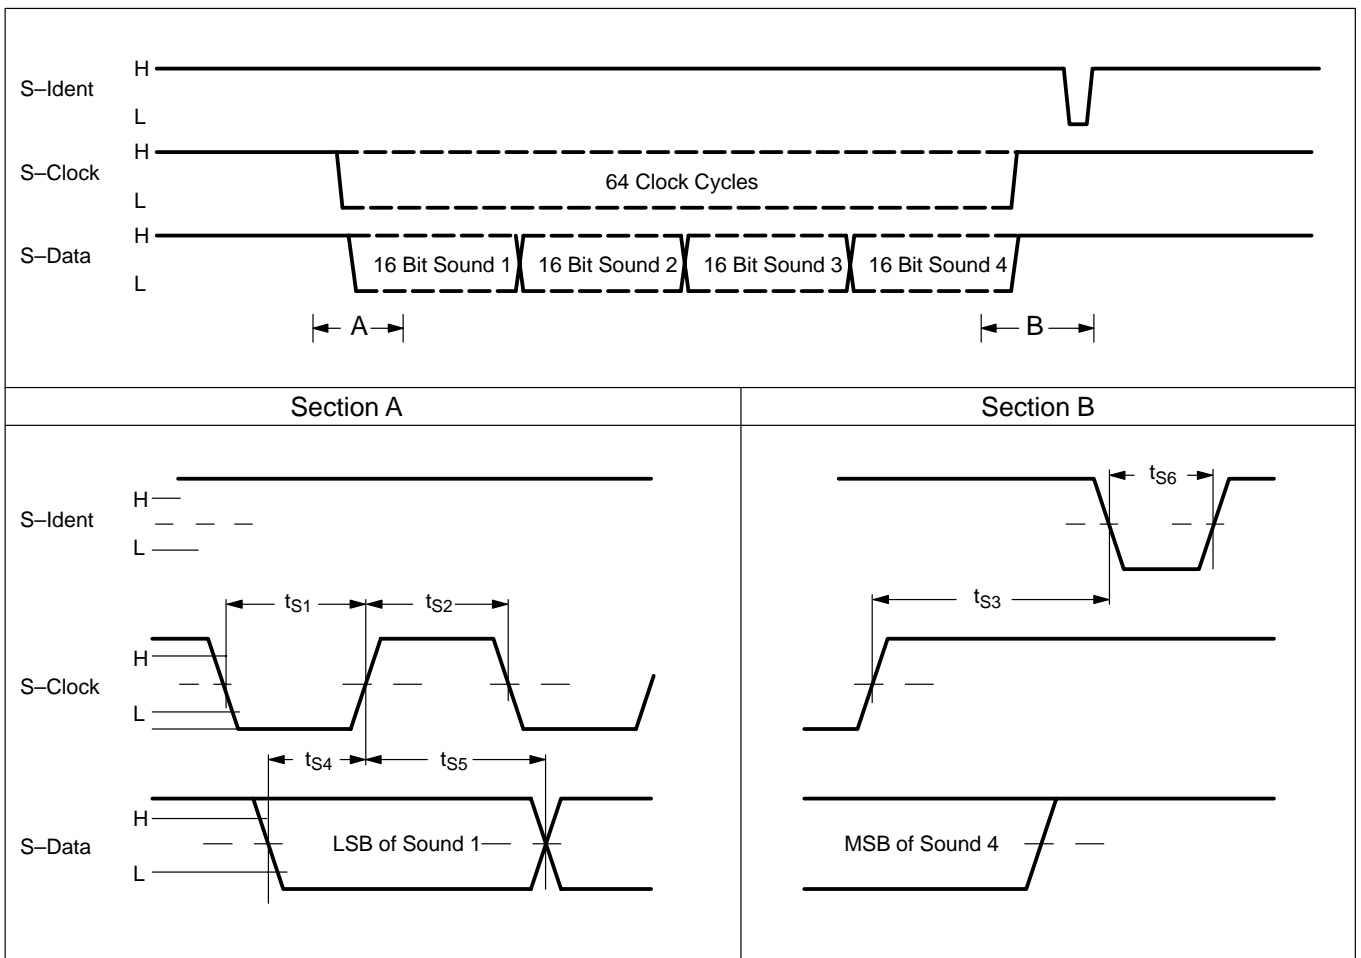 S–Ident
H
L
S–Clock
H
L
64 Clock Cycles
S–Data
H
L
16 Bit Sound 1
16 Bit Sound 2
16 Bit Sound 3
16 Bit Sound 4
A
B
Section A
Section B
S–Ident
H
L
tS6
tS1
tS2
tS3
S–Clock
H
L
tS4
tS5
S–Data
H
L
LSB of Sound 1
MSB of Sound 4